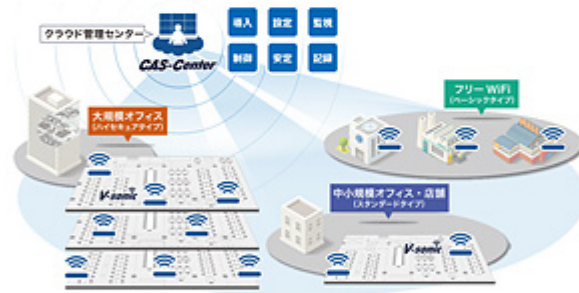 クラウド管理センター
CAS-Center
導入
設定
監視
制御
安定
記録
大規模オフィス
(ハイセキュアタイプ)
フリーWiFi
(ベーシックタイプ)
中小規模オフィス・店舗
(スタンダードタイプ)
V-sonic
V-sonic
V-sonic